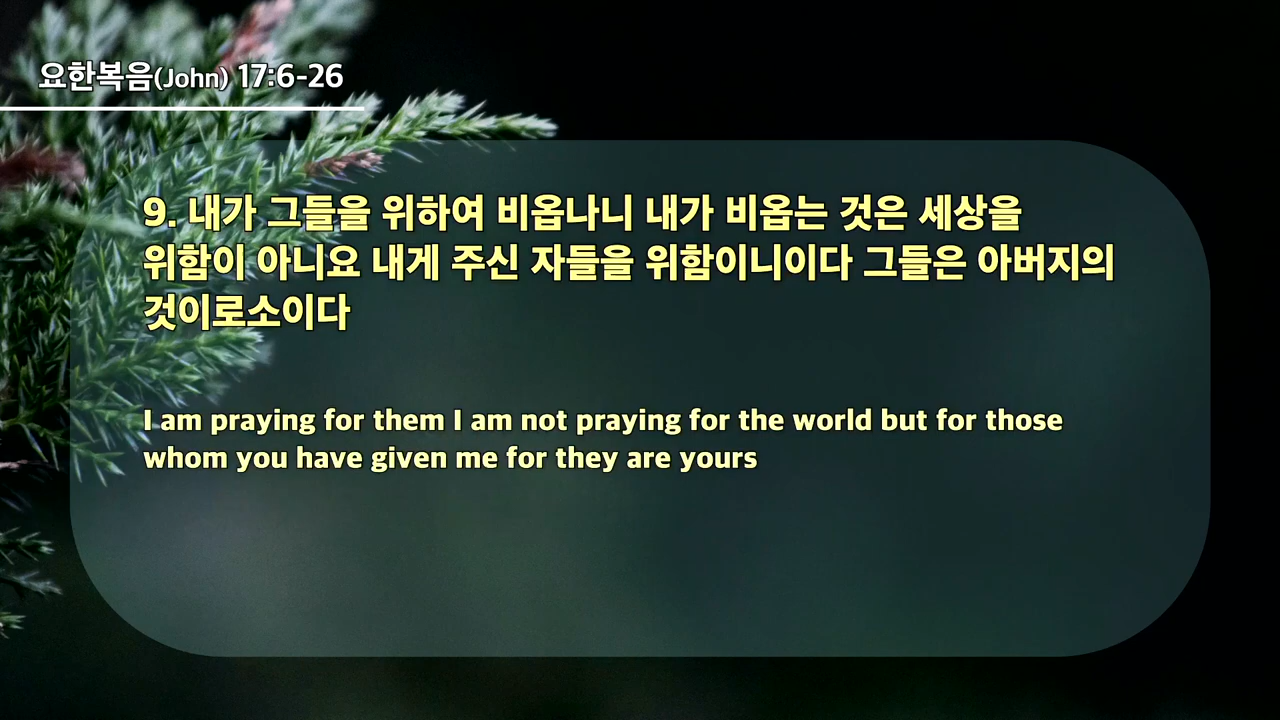 요한복음(John) 17:6-26
9. 내가 그들을 위하여 비옵나니 내가 비옵는 것은 세상을
위함이 아니요 내게 주신 자들을 위함이니이다 그들은 아버지의
것이로소이다
I am praying for them I am not praying for the world but for those
whom you have given me for they are yours